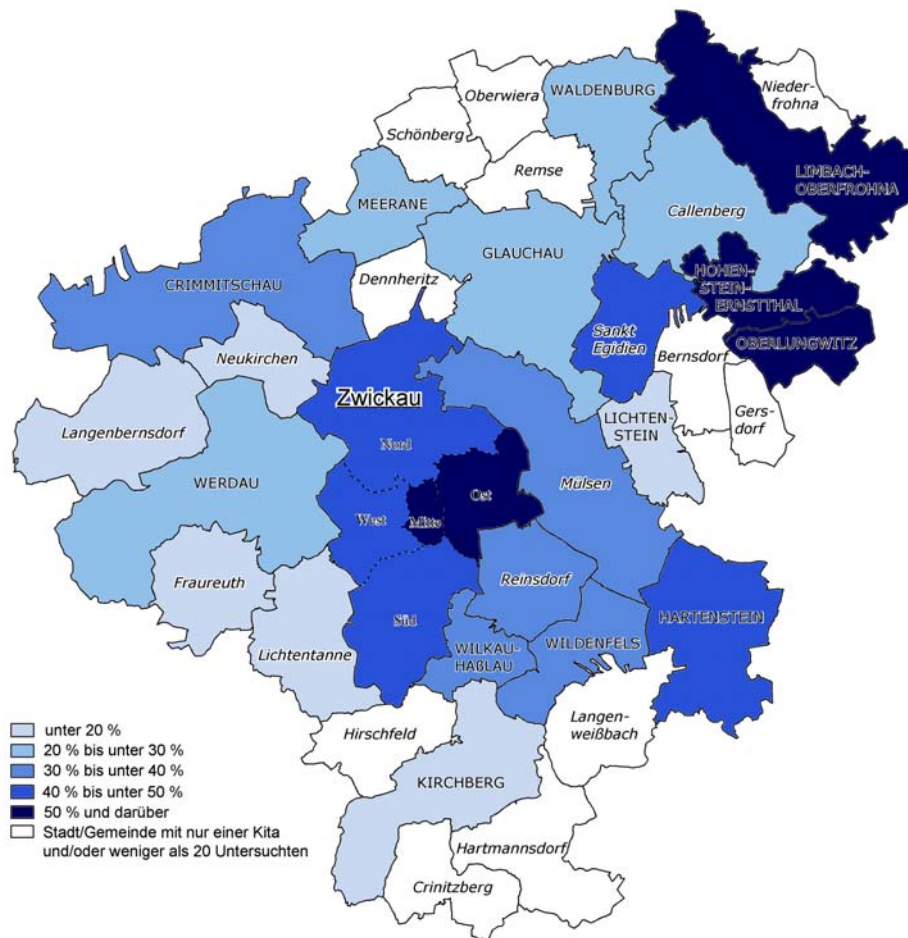 Oberwiera
WALDENBURG
Nieder-
frohna
Schönberg
Remse
LIMBACH-
OBERFROHNA
MEERANE
Callenberg
GLAUCHAU
Dennheritz
CRIMMITSCHAU
HOHEN-
STEIN-
ERNSTTHAL
Sankt
Egidien
OBERLUNGWITZ
Neukirchen
Bernsdorf
Zwickau
LICHTEN-
STEIN
Gers-
dorf
Langenbernsdorf
Nord
WERDAU
Mülsen
Ost
West
Mitte
Fraureuth
Reinsdorf
Süd
HARTENSTEIN
Lichtentanne
WILKAU-
HAßLAU
WILDENFELS
Hirschfeld
Langen-
weißbach
KIRCHBERG
Hartmannsdorf
Crinitzberg
unter 20 %
20 % bis unter 30 %
30 % bis unter 40 %
40 % bis unter 50 %
50 % und darüber
Stadt/Gemeinde mit nur einer Kita
und/oder weniger als 20 Untersuchten